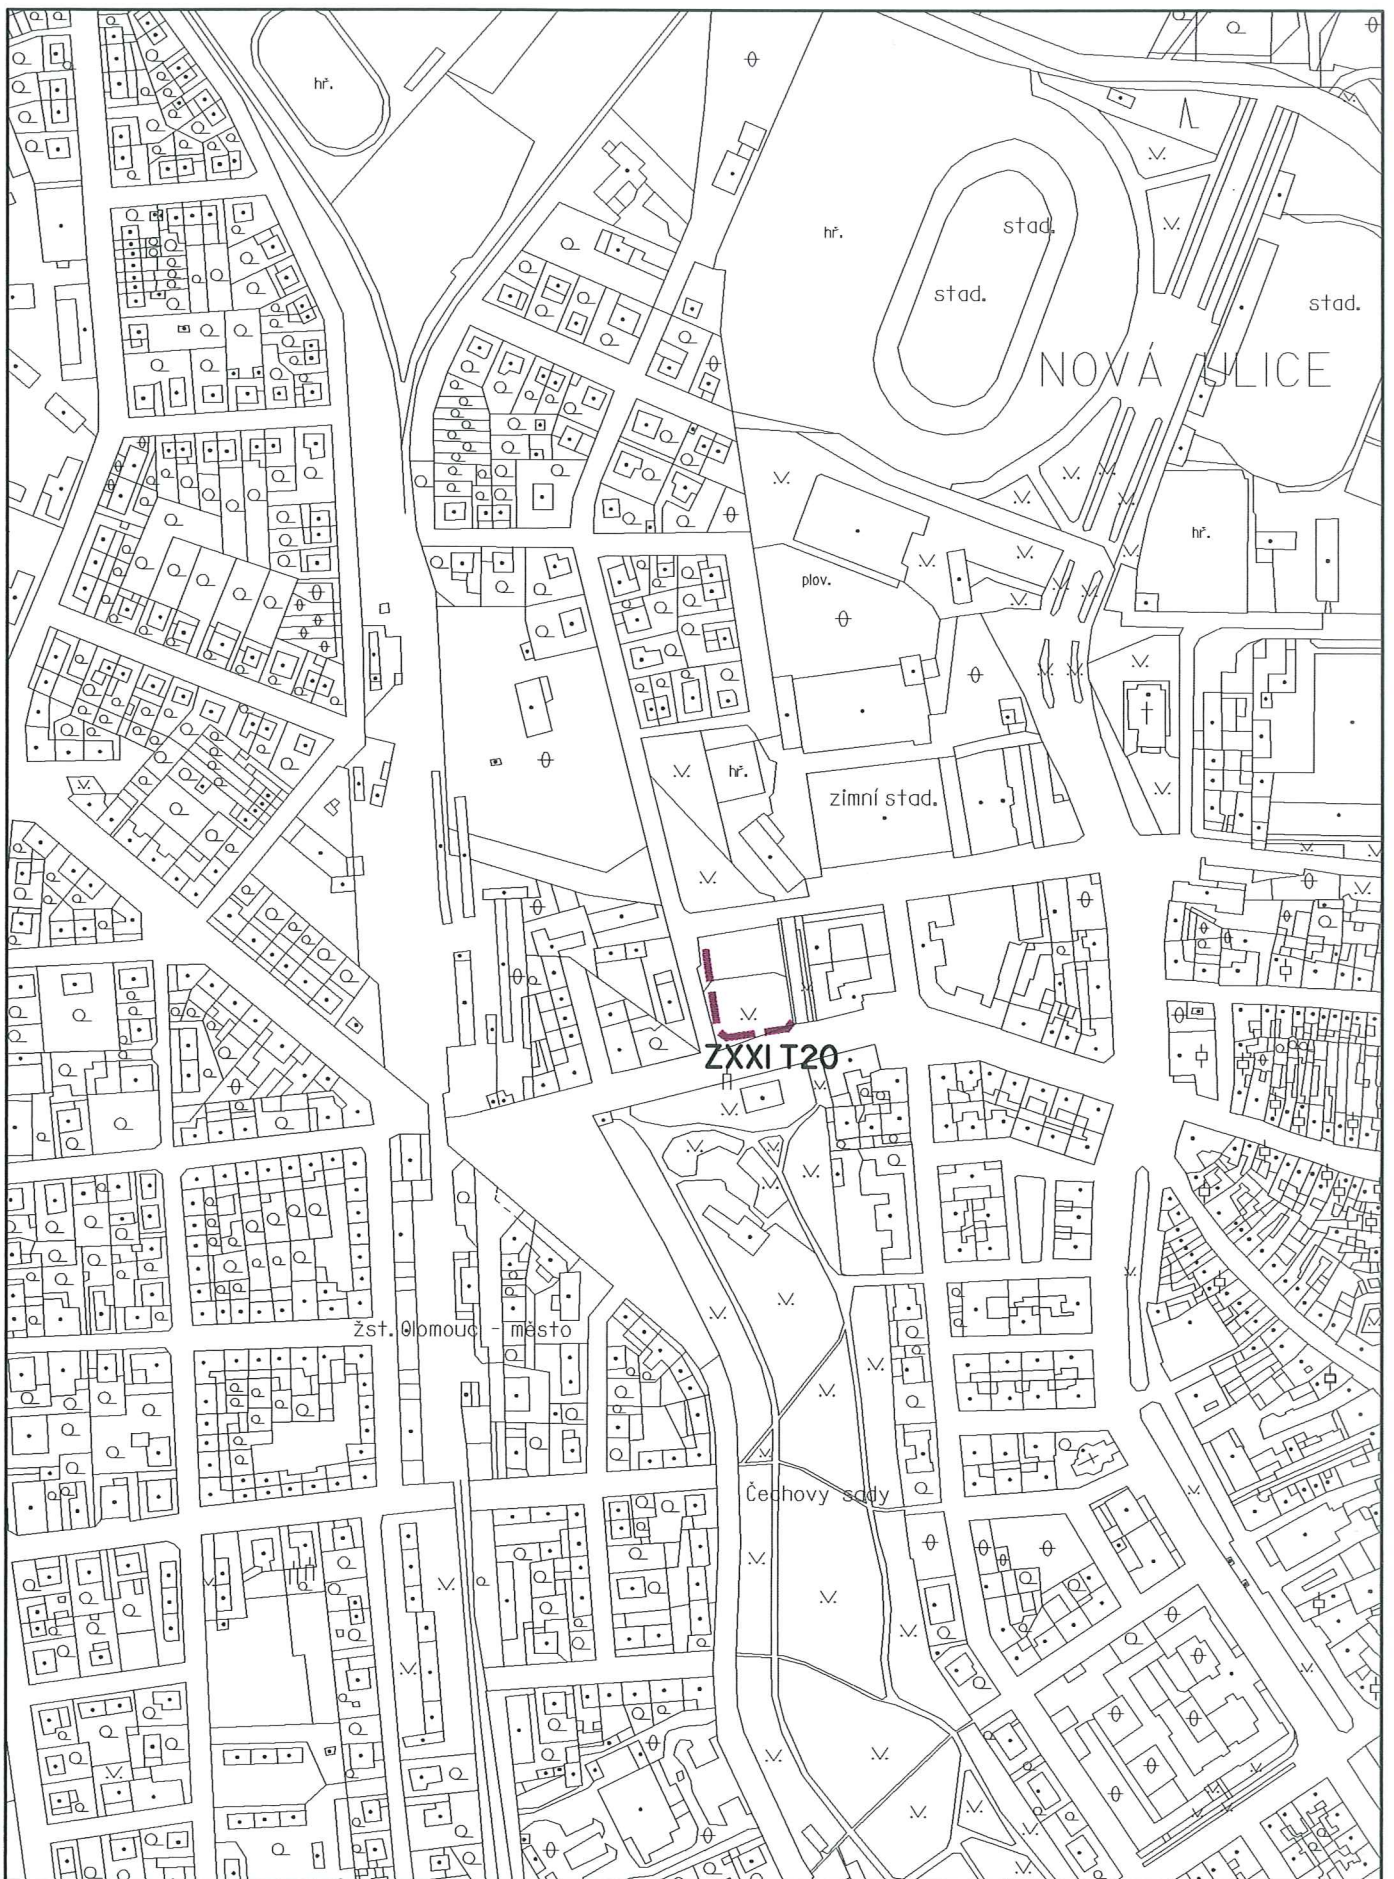 hř.
hř.
stad.
stad.
stad.
NOVÁ ULICE
hř.
plov.
hř.
zimní stad.
ZXXI T20
žst. Olomouc - město
Čechovy sady